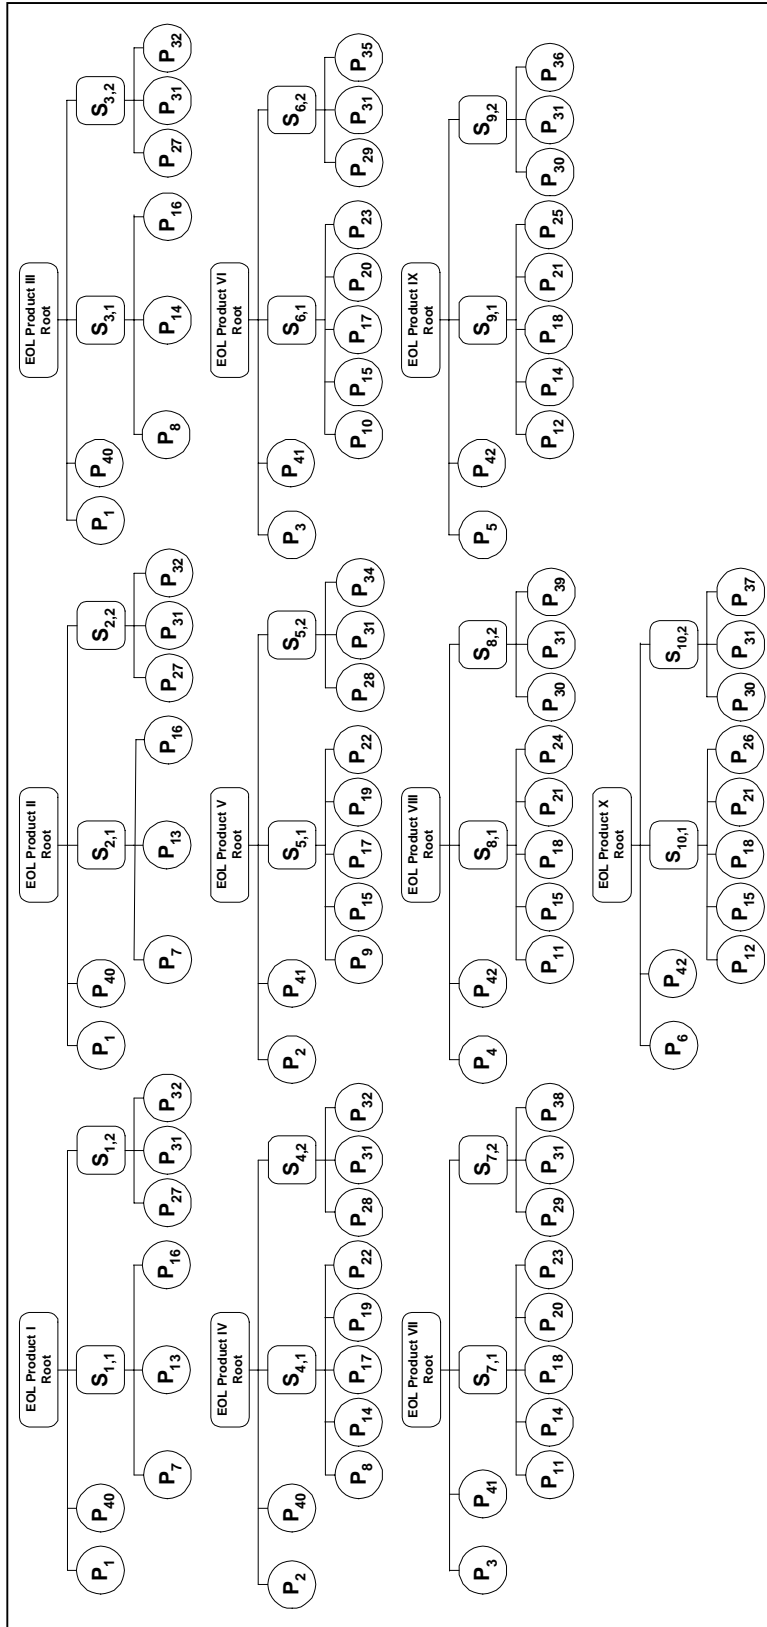 EOL Product I
Root
P1 P40 S1,1 S1,2
P7 P13 P16 P27 P31 P32
EOL Product II
Root
P1 P40 S2,1 S2,2
P7 P13 P16 P27 P31 P32
EOL Product III
Root
P1 P40 S3,1 S3,2
P8 P14 P16 P27 P31 P32
EOL Product IV
Root
P2 P40 S4,1 S4,2
P8 P14 P17 P19 P22 P28 P31 P32
EOL Product V
Root
P2 P41 S5,1 S5,2
P9 P15 P17 P19 P22 P28 P31 P34
EOL Product VI
Root
P3 P41 S6,1 S6,2
P10 P15 P17 P20 P23 P29 P31 P35
EOL Product VII
Root
P3 P41 S7,1 S7,2
P11 P14 P18 P20 P23 P29 P31 P38
EOL Product VIII
Root
P4 P42 S8,1 S8,2
P11 P15 P18 P21 P24 P30 P31 P39
EOL Product IX
Root
P5 P42 S9,1 S9,2
P12 P14 P18 P21 P25 P30 P31 P36
EOL Product X
Root
P6 P42 S10,1 S10,2
P12 P15 P18 P21 P26 P30 P31 P37